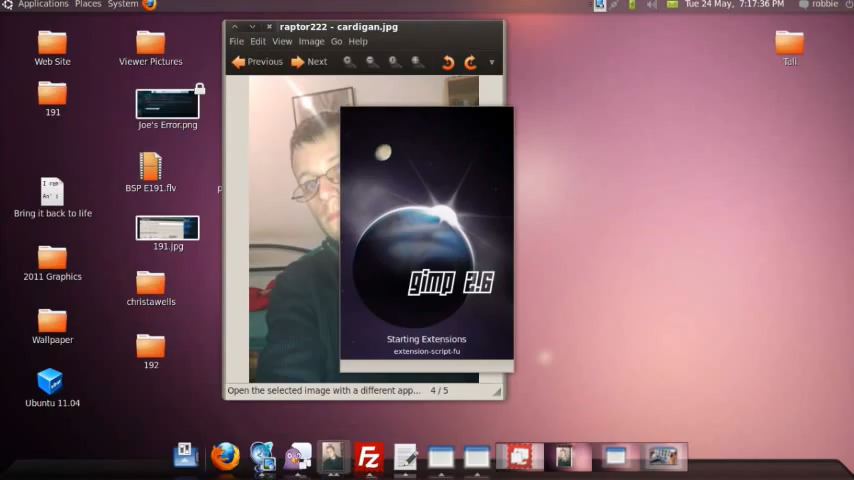 Applications Places System
Tue 24 May, 7:17:36 PM robbie
raptor222 - cardigan.jpg
File Edit View Image Go Help
Previous Next
Web Site
Viewer Pictures
191
Joe's Error.png
BSP E191.flv
Bring it back to life
191.jpg
2011 Graphics
christawells
Wallpaper
192
Ubuntu 11.04
gimp 2.6
Starting Extensions
extension-script-fu
Open the selected image with a different app... 4 / 5
Fz